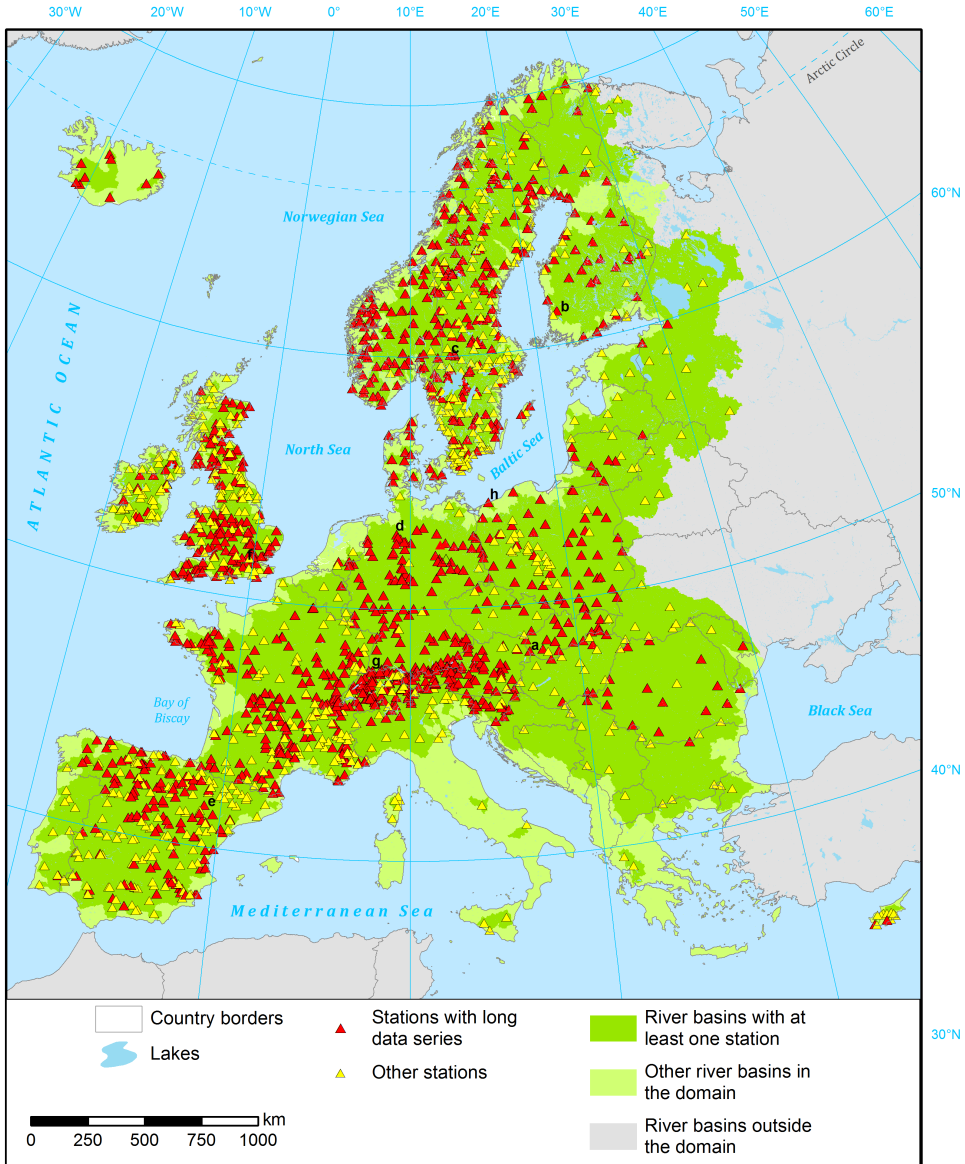 30°W 20°W 10°W 0° 10°E 20°E 30°E 40°E 50°E 60°E
Arctic Circle
60°N
Norwegian Sea
ATLANTIC OCEAN
b
c
North Sea
Baltic Sea
h
50°N
d
f
a
g
Bay of
Biscay
Black Sea
40°N
e
Mediterranean Sea
30°N
Country borders
Lakes
Stations with long
data series
Other stations
River basins with at
least one station
Other river basins in
the domain
River basins outside
the domain
km
0 250 500 750 1000